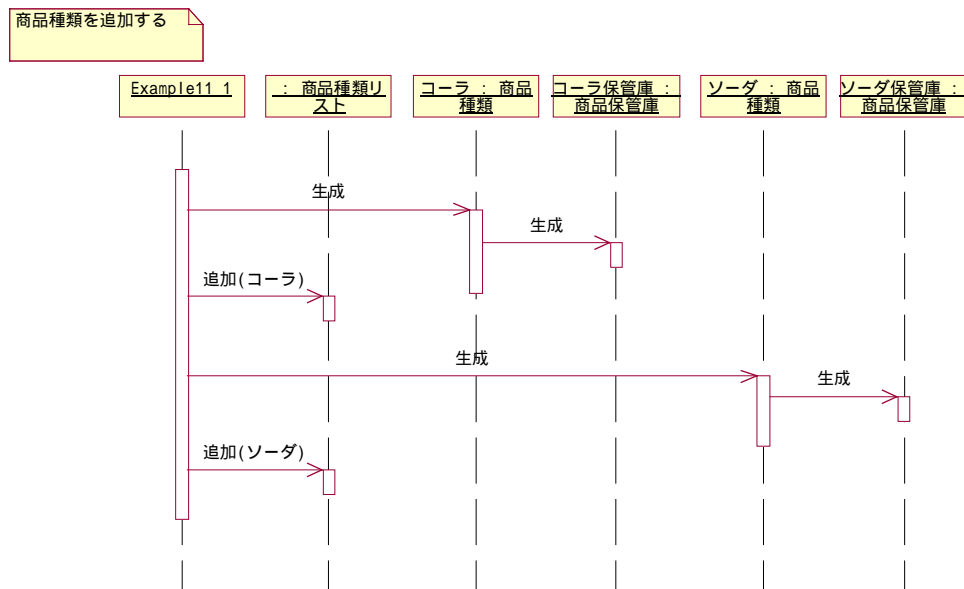 商品種類を追加する
Example11_1
: 商品種類リ
スト
コーラ : 商品
種類
コーラ保管庫 :
商品保管庫
ソーダ : 商品
種類
ソーダ保管庫 :
商品保管庫
生成
生成
追加(コーラ)
生成
生成
追加(ソーダ)